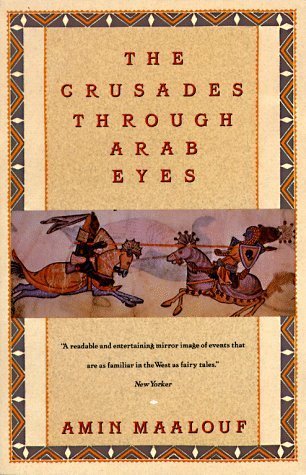 THE
CRUSADES
THROUGH
ARAB
EYES
"A readable and entertaining mirror image of events that
are as familiar in the West as fairy tales."
New Yorker
AMIN MAALOUF